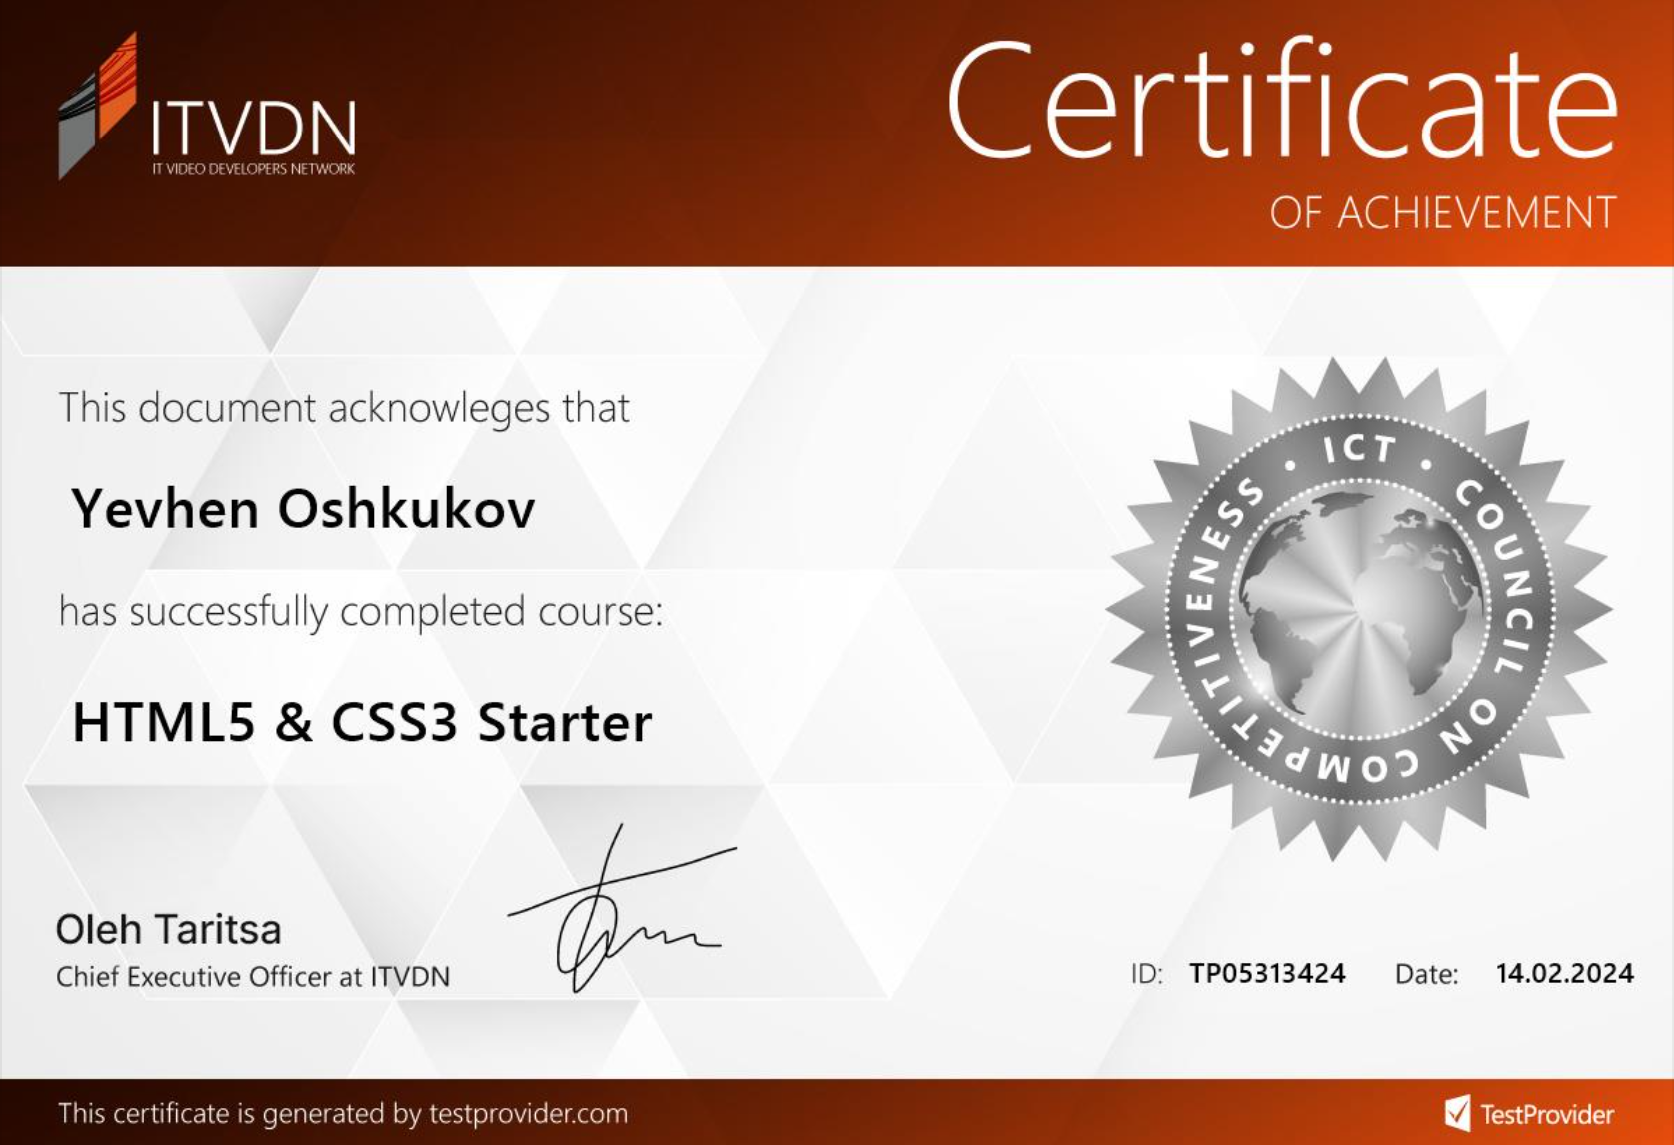 ITVDN
IT VIDEO DEVELOPERS NETWORK
Certificate
OF ACHIEVEMENT
This document acknowleges that
Yevhen Oshkukov
has successfully completed course:
HTML5 & CSS3 Starter
ICT • COUNCIL ON COMPETITIVENESS •
Oleh Taritsa
Chief Executive Officer at ITVDN
ID: TP05313424 Date: 14.02.2024
This certificate is generated by testprovider.com
TestProvider